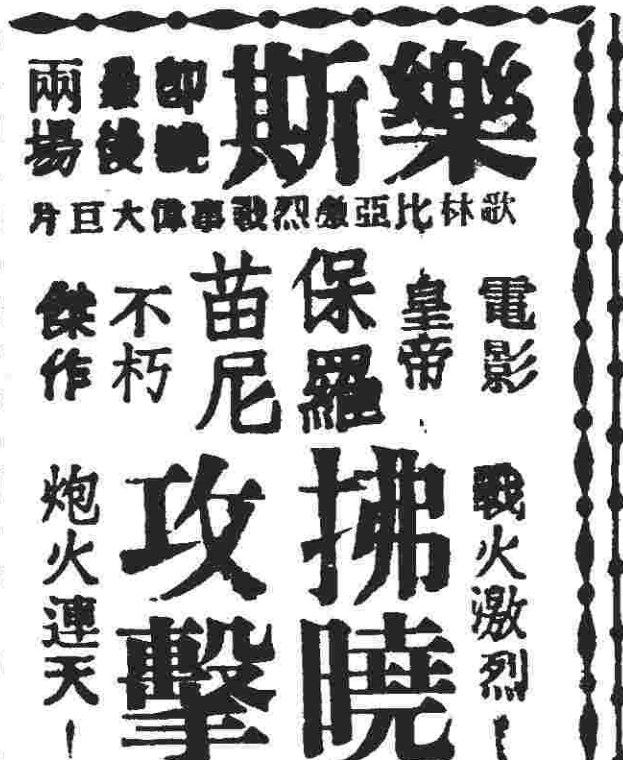 樂斯
即晚
最後
兩場
歌林比亞激烈戰事偉大巨片
電影
皇帝
保羅
苗尼
不朽
傑作
戰火激烈！
拂曉
攻擊
炮火連天！